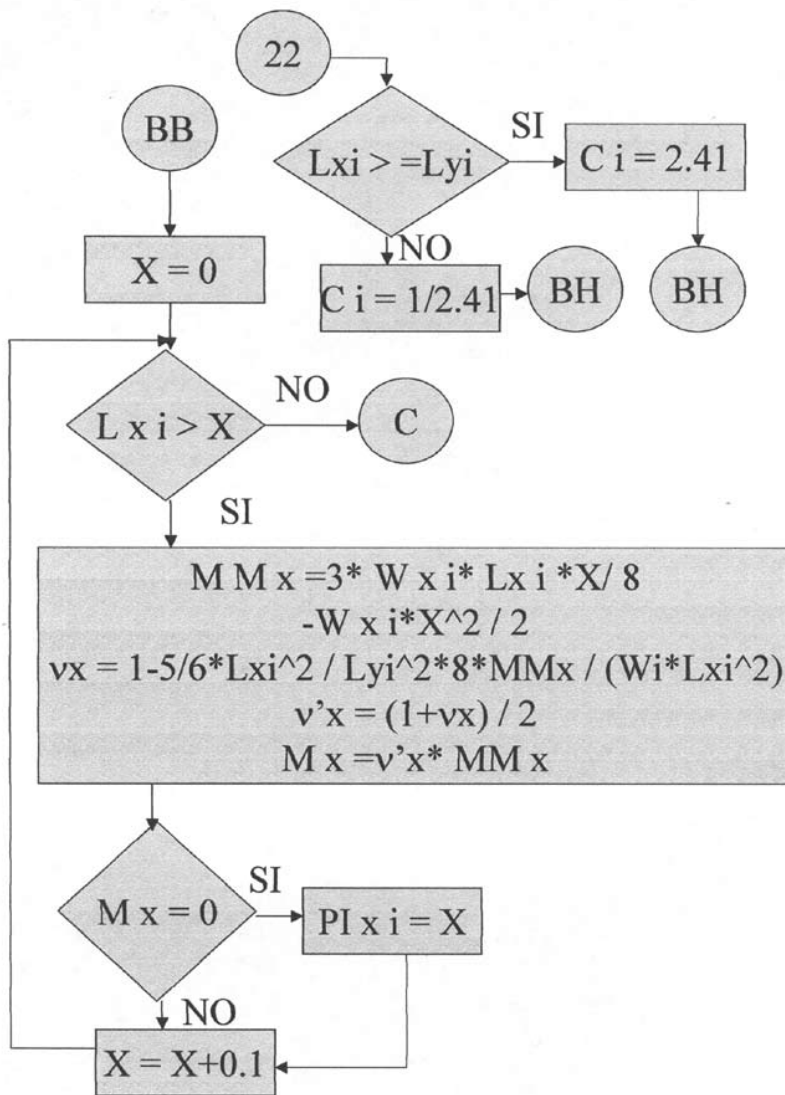 22
BB
SI
Lxi > =Lyi
C i = 2.41
NO
X = 0
C i = 1/2.41
BH
BH
NO
L x i > X
C
SI
M M x =3* W x i* Lx i *X/ 8
-W x i*X^2 / 2
νx = 1-5/6*Lxi^2 / Lyi^2*8*MMx / (Wi*Lxi^2)
ν’x = (1+νx) / 2
M x =ν’x* MM x
SI
M x = 0
PI x i = X
NO
X = X+0.1